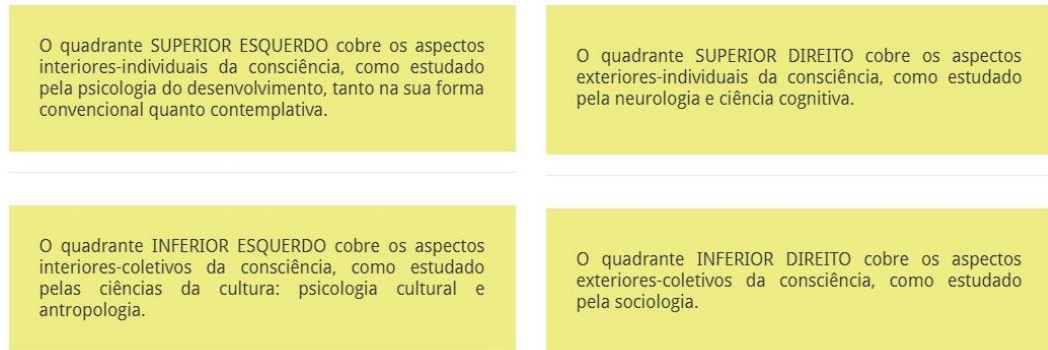 O quadrante SUPERIOR ESQUERDO cobre os aspectos
interiores-individuais da consciência, como estudado
pela psicologia do desenvolvimento, tanto na sua forma
convencional quanto contemplativa.
O quadrante SUPERIOR DIREITO cobre os aspectos
exteriores-individuais da consciência, como estudado
pela neurologia e ciência cognitiva.
O quadrante INFERIOR ESQUERDO cobre os aspectos
interiores-coletivos da consciência, como estudado
pelas ciências da cultura: psicologia cultural e
antropologia.
O quadrante INFERIOR DIREITO cobre os aspectos
exteriores-coletivos da consciência, como estudado
pela sociologia.